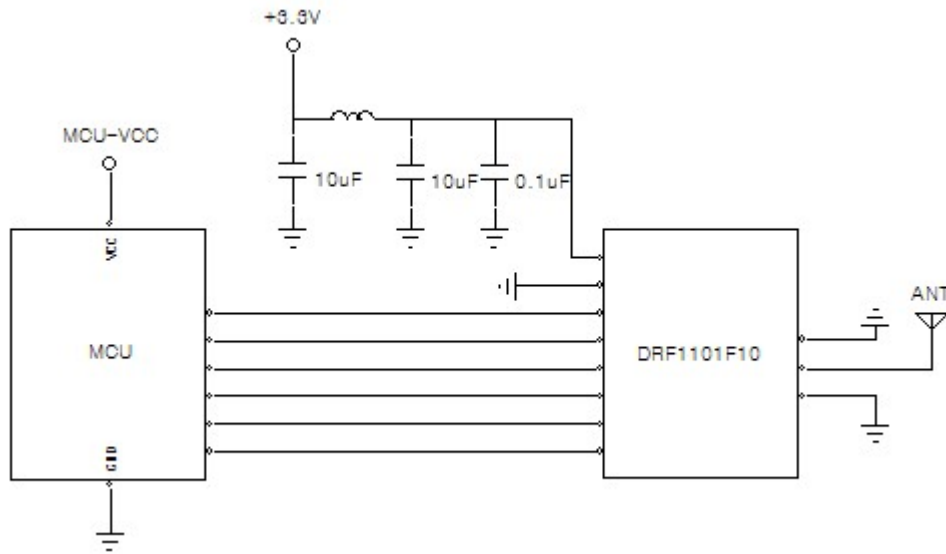 +3.3V
MCU-VCC
10uF
10uF
0.1uF
VCC
ANT
MCU
DRF1101F10
GND